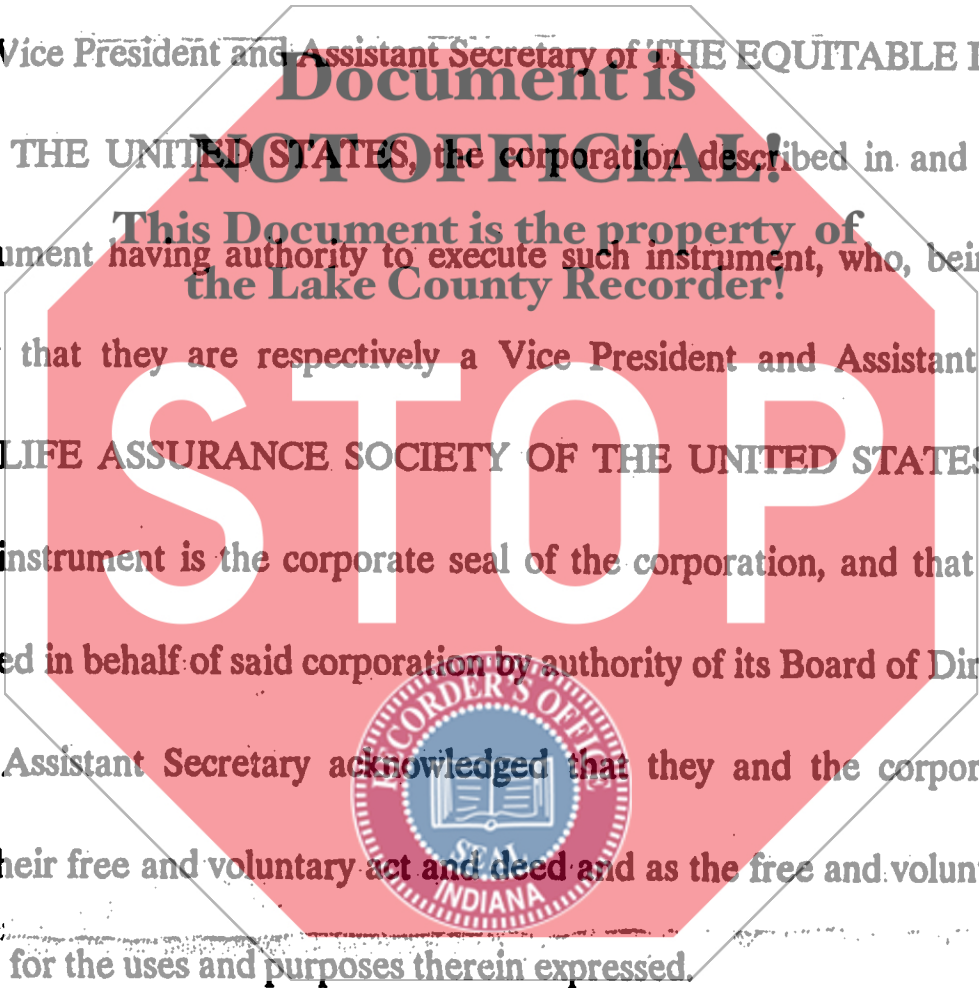 Vice President and Assistant Secretary of THE EQUITABLE
Document is
THE UNITED STATES, the corporation described in and
NOT OFFICIAL!
This Document is the property of
ument having authority to execute such instrument, who, bein
the Lake County Recorder!
that they are respectively a Vice President and Assistant
STOP
LIFE ASSURANCE SOCIETY OF THE UNITED STATES
instrument is the corporate seal of the corporation, and that
ed in behalf of said corporation by authority of its Board of Dir
RECORDER'S OFFICE
Assistant Secretary acknowledged that they and the corpor
SEAL
heir free and voluntary act and deed and as the free and volun
INDIANA
for the uses and purposes therein expressed.